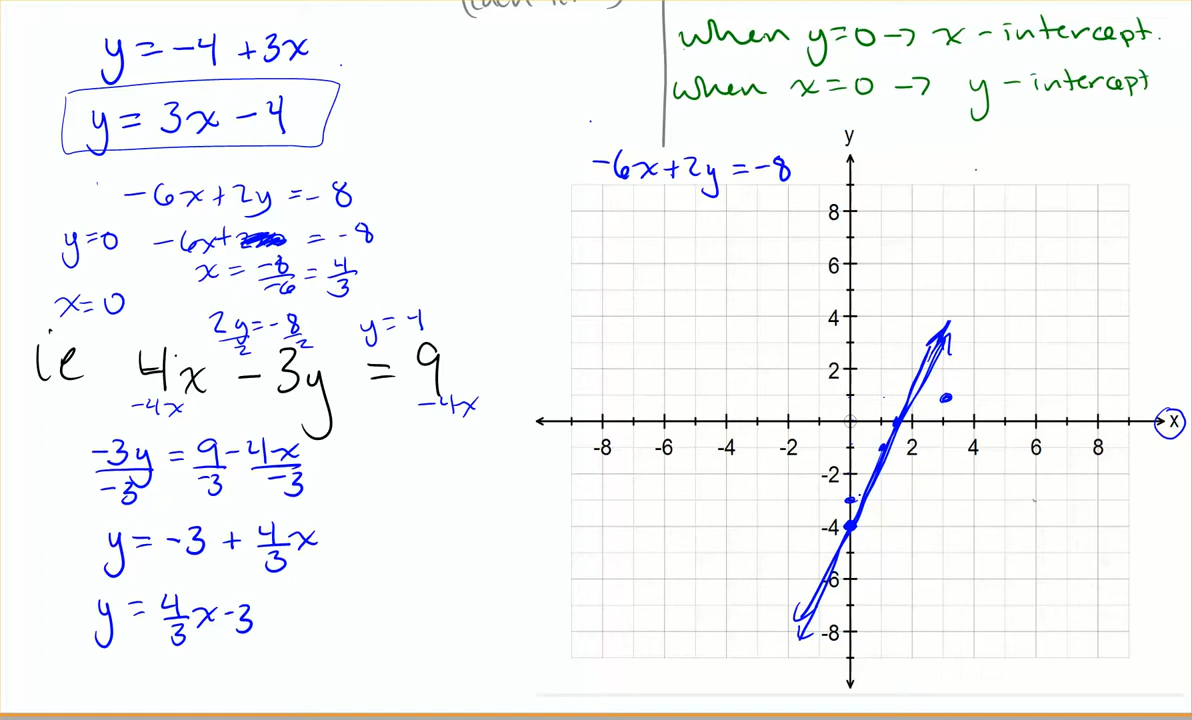 y = -4 + 3x
y = 3x - 4
-6x + 2y = -8
y=0 -6x + = -8
x = -8/-6 = 4/3
x = 0
2y/2 = -8/2 y = -4
ie 4x - 3y = 9
-4x -4x
-3y/-3 = 9/-3 - 4x/-3
y = -3 + 4/3 x
y = 4/3 x - 3
when y=0 → x - intercept.
when x=0 → y - intercept
-6x + 2y = -8
y
8
6
4
2
-8 -6 -4 -2 2 4 6 8 x
-2
-4
-6
-8